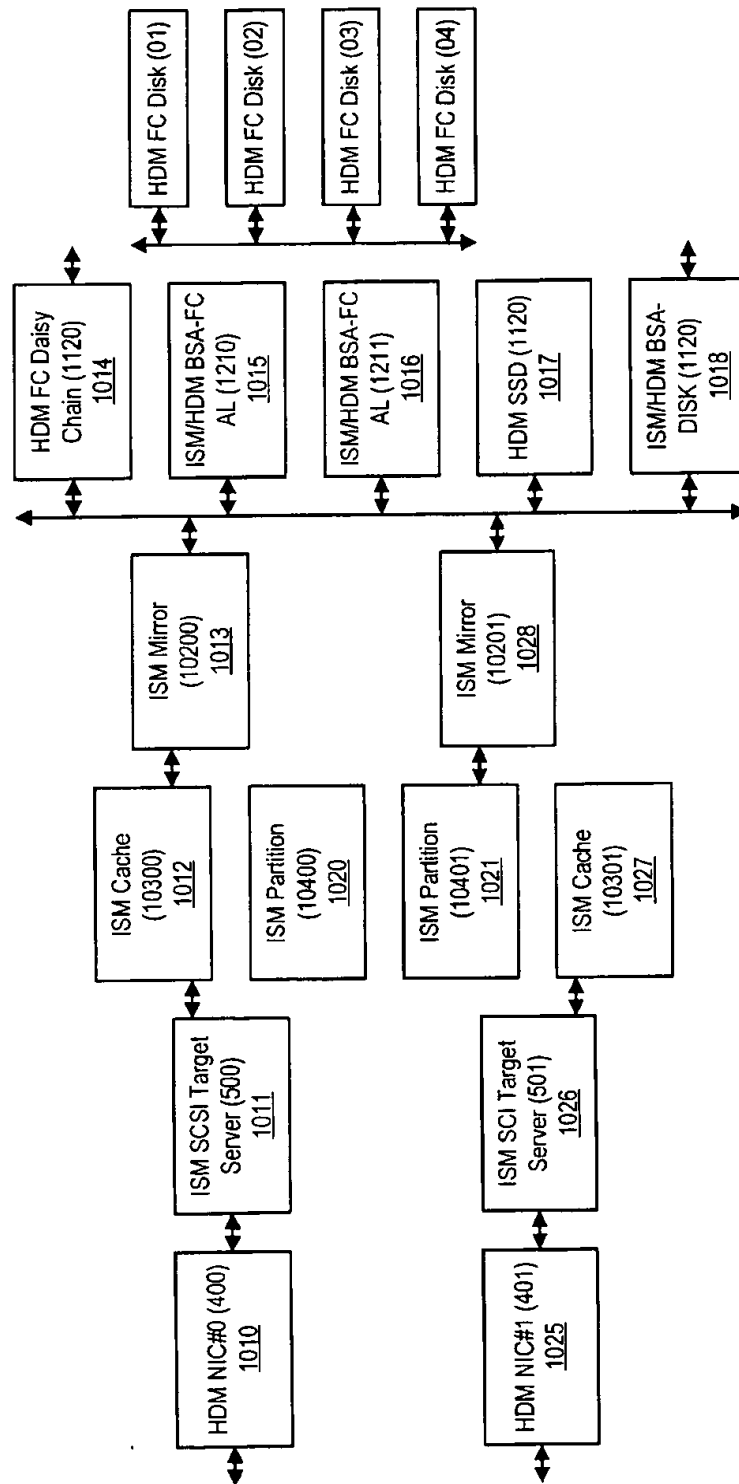 HDM NIC#0 (400)
1010
HDM NIC#1 (401)
1025
ISM SCSI Target
Server (500)
1011
ISM SCI Target
Server (501)
1026
ISM Cache
(10300)
1012
ISM Partition
(10400)
1020
ISM Partition
(10401)
1021
ISM Cache
(10301)
1027
ISM Mirror
(10200)
1013
ISM Mirror
(10201)
1028
HDM FC Daisy
Chain (1120)
1014
ISM/HDM BSA-FC
AL (1210)
1015
ISM/HDM BSA-FC
AL (1211)
1016
HDM SSD (1120)
1017
ISM/HDM BSA-
DISK (1120)
1018
HDM FC Disk (01)
HDM FC Disk (02)
HDM FC Disk (03)
HDM FC Disk (04)